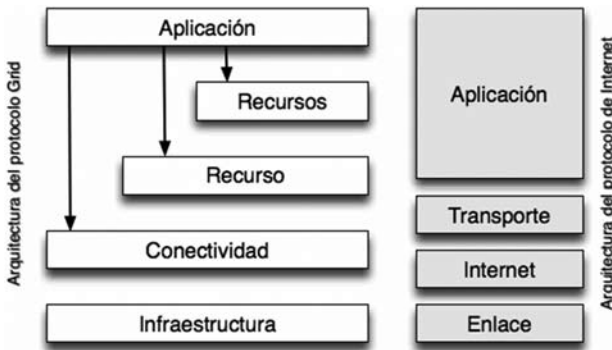 Arquitectura del protocolo Grid
Aplicación
Recursos
Recurso
Conectividad
Infraestructura
Aplicación
Transporte
Internet
Enlace
Arquitectura del protocolo de Internet